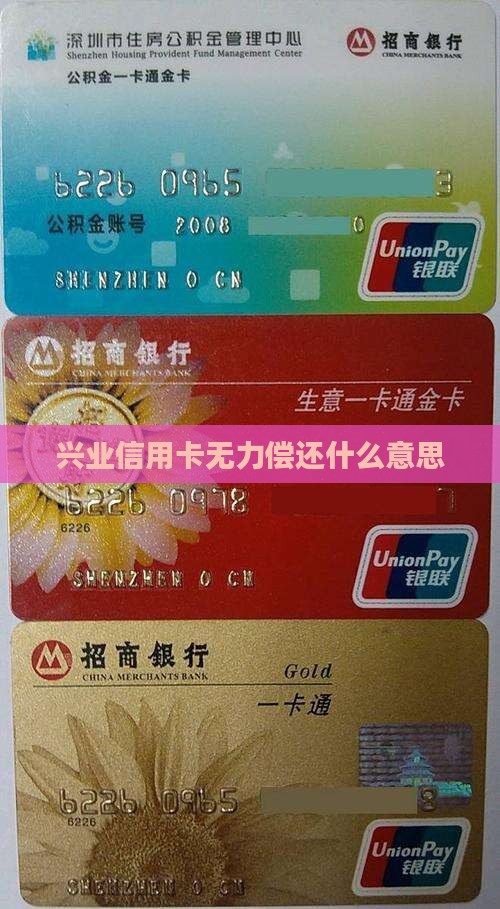 深圳市住房公积金管理中心
Shenzhen Housing Provident Fund Management Center
招商銀行
CHINA MERCHANTS BANK
公积金一卡通金卡
6226 0965 3
公积金账号 2008 0
UnionPay
银联
SHENZHEN O CN
招商银行
CHINA MERCHANTS BANK
生意一卡通金卡
兴业信用卡无力偿还什么意思
6226 0978 7
6226
UnionPay
银联
SHENZHEN O CN
招商銀行
CHINA MERCHANTS BANK
Gold
一卡通
6226 0965 8
6226
UnionPay
银联
SHENZHEN O CN